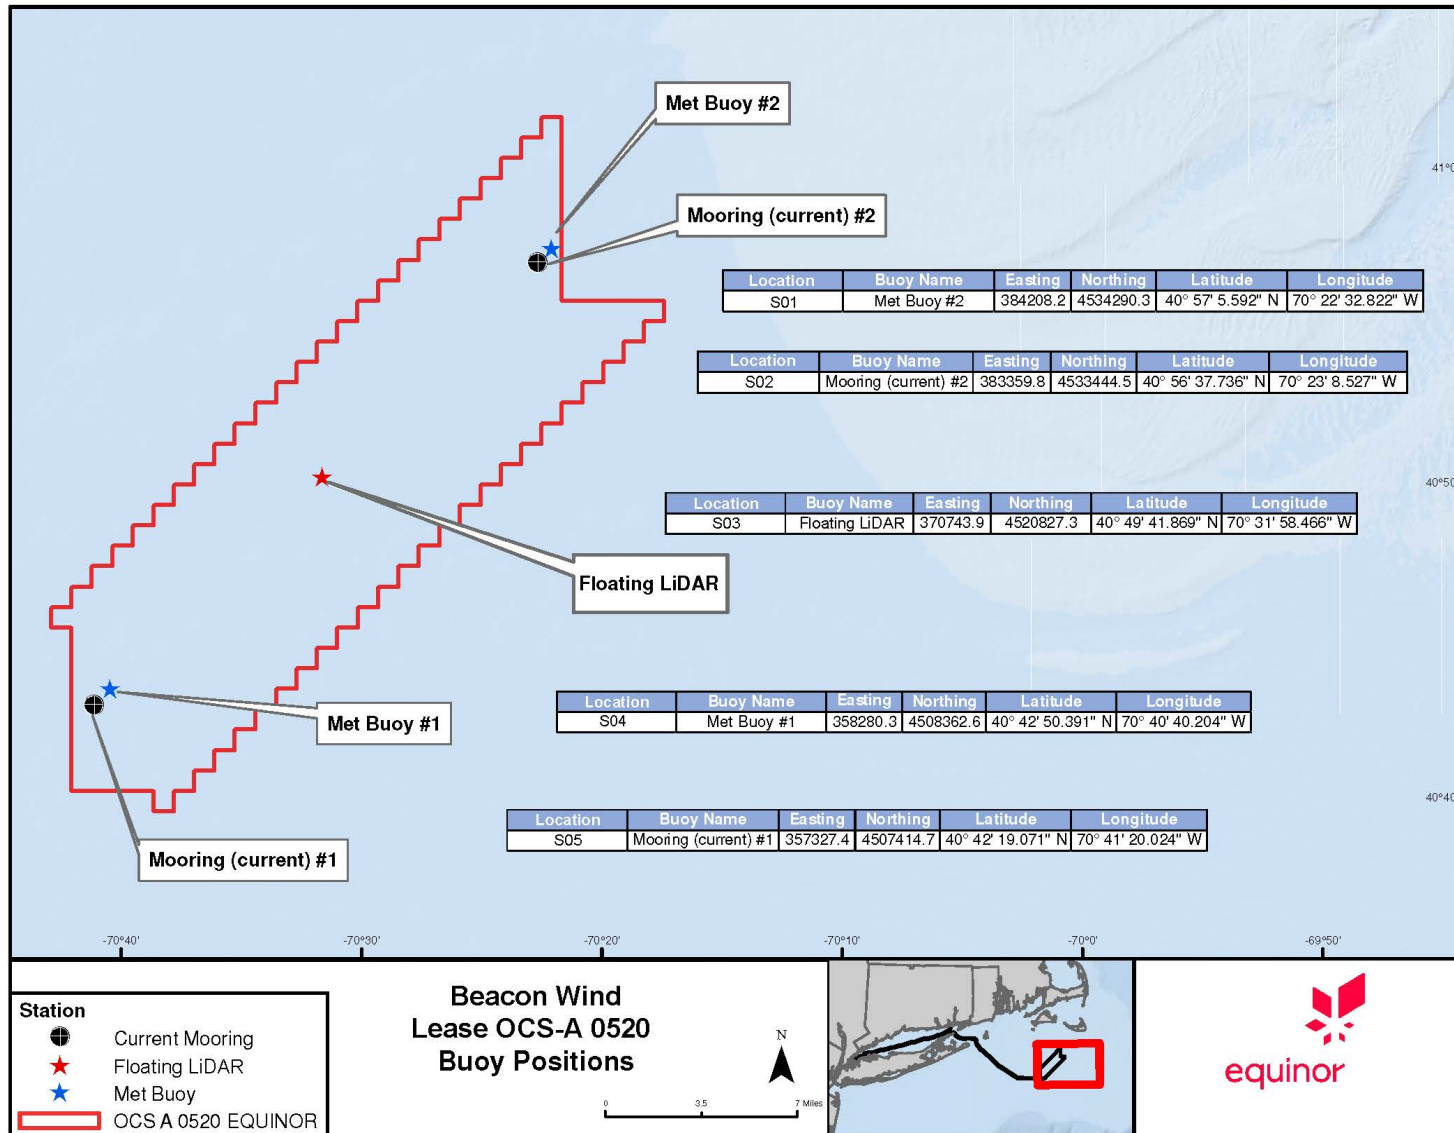 Met Buoy #2
41°0
Mooring (current) #2
Location Buoy Name Easting Northing Latitude Longitude
S01 Met Buoy #2 384208.2 4534290.3 40° 57' 5.592" N 70° 22' 32.822" W
Location Buoy Name Easting Northing Latitude Longitude
S02 Mooring (current) #2 383359.8 4533444.5 40° 56' 37.736" N 70° 23' 8.527" W
40°50
Location Buoy Name Easting Northing Latitude Longitude
S03 Floating LiDAR 370743.9 4520827.3 40° 49' 41.869" N 70° 31' 58.466" W
Floating LiDAR
Location Buoy Name Easting Northing Latitude Longitude
S04 Met Buoy #1 358280.3 4508362.6 40° 42' 50.391" N 70° 40' 40.204" W
Met Buoy #1
40°40
Location Buoy Name Easting Northing Latitude Longitude
S05 Mooring (current) #1 357327.4 4507414.7 40° 42' 19.071" N 70° 41' 20.024" W
Mooring (current) #1
-70°40' -70°30' -70°20' -70°10' -70°0' -69°50'
Station
Current Mooring
Floating LiDAR
Met Buoy
OCS A 0520 EQUINOR
Beacon Wind
Lease OCS-A 0520
Buoy Positions
N
0 3.5 7 Miles
equinor